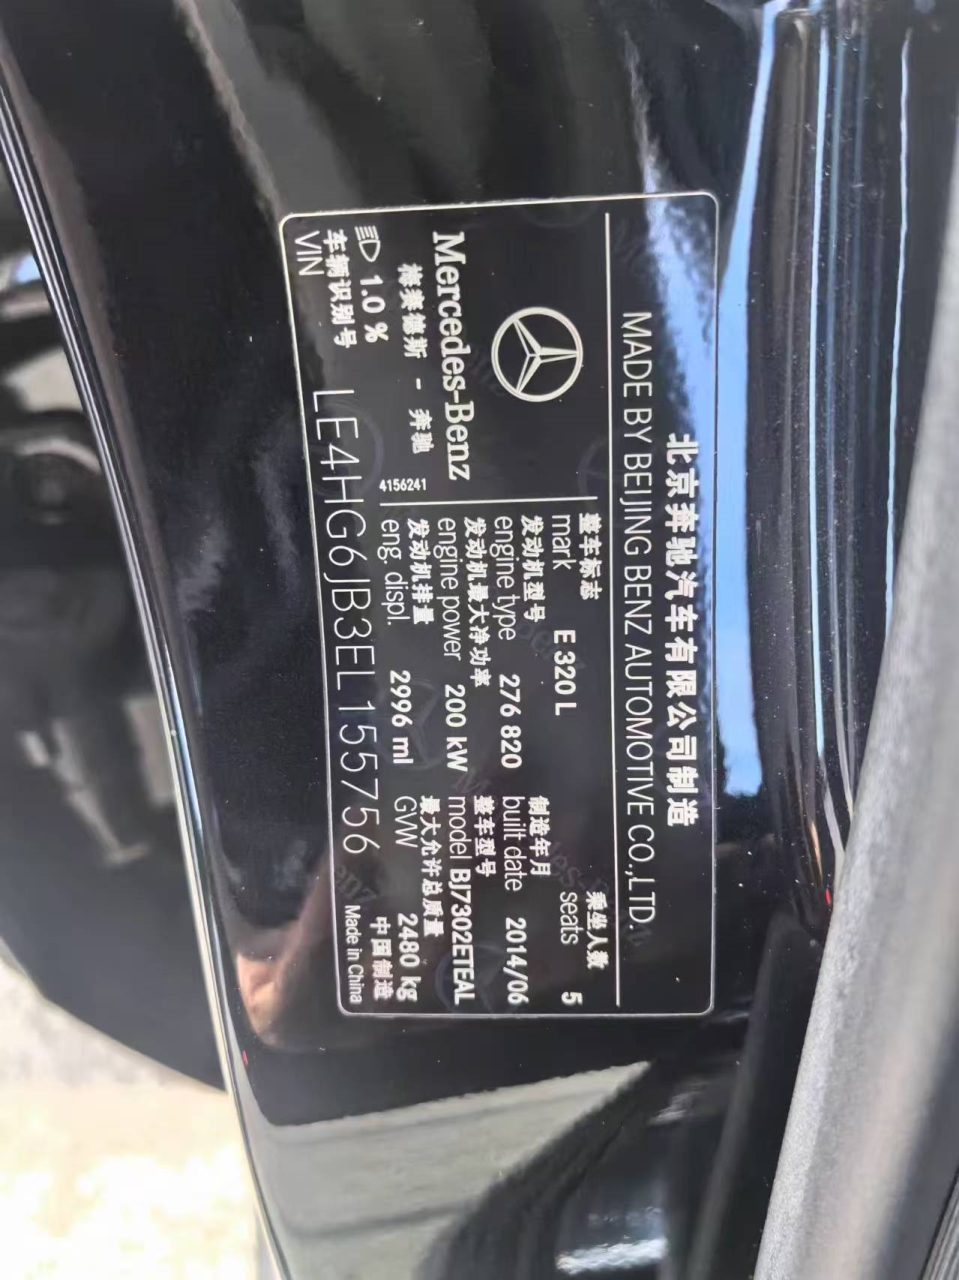 北京奔驰汽车有限公司制造
MADE BY BEIJING BENZ AUTOMOTIVE CO.,LTD.
Mercedes-Benz
梅赛德斯 - 奔驰
4156241
1.0 %
整车标志
mark E 320 L
乘坐人数
seats 5
发动机型号
engine type 276 820
制造年月
built date 2014/06
发动机最大净功率
engine power 200 kW
整车型号
model BJ7302ETEAL
发动机排量
eng. displ. 2996 ml
最大允许总质量
GVW 2480 kg
车辆识别号
VIN LE4HG6JB3EL155756
中国制造
Made in China